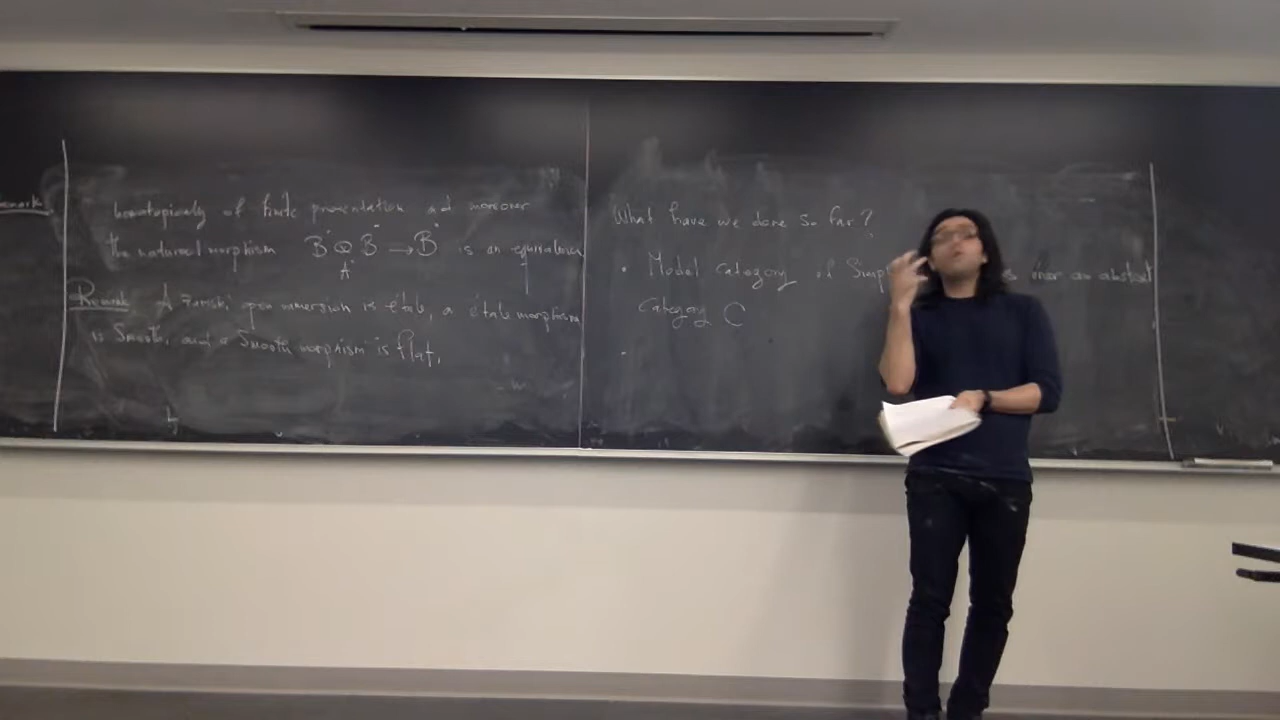 emark
homotopically of finite presentation and moreover
the natural morphism B˙ ⊗ B˙ → B˙ is an equivalence
A˙
Remark A Zariski open immersion is étale, a étale morphism
is Smooth, and a Smooth morphism is flat.
What have we done so far?
• Model category of Simp es over an abstract
category C
•